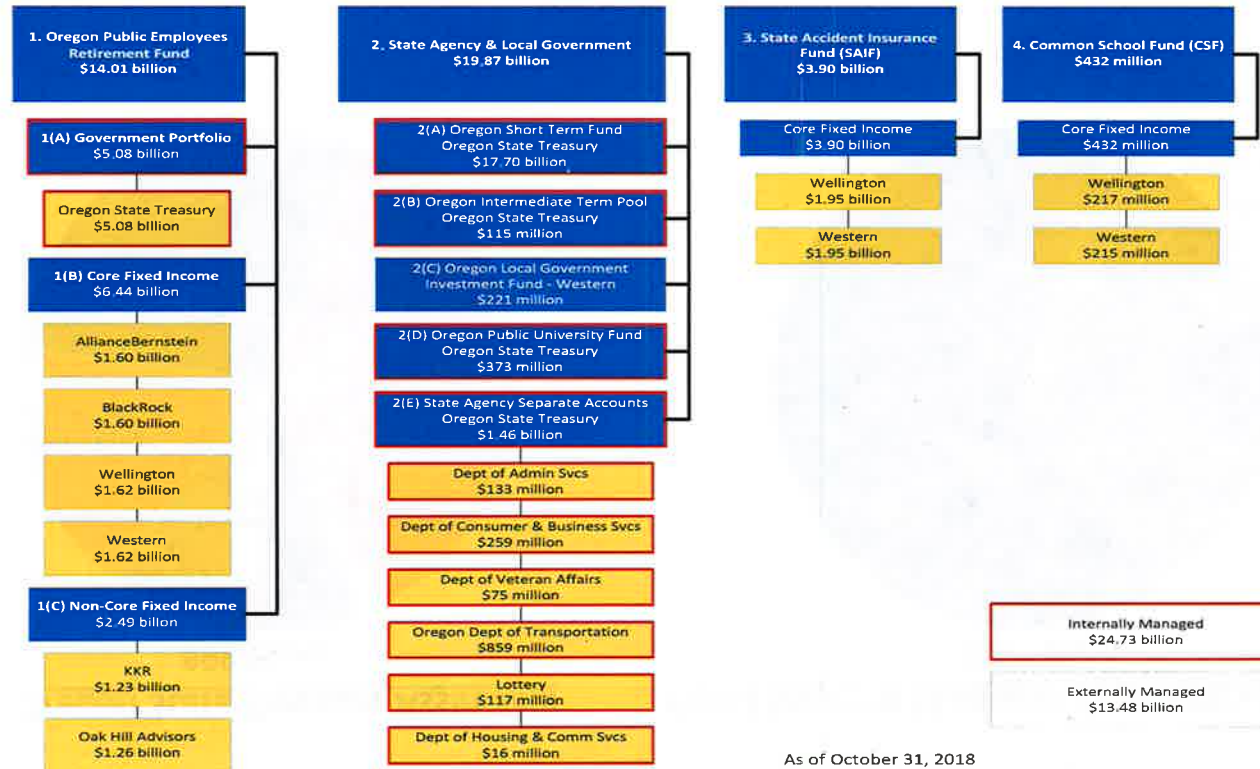 1. Oregon Public Employees
Retirement Fund
$14.01 billion
1(A) Government Portfolio
$5.08 billion
Oregon State Treasury
$5.08 billion
1(B) Core Fixed Income
$6.44 billion
AllianceBernstein
$1.60 billion
BlackRock
$1.60 billion
Wellington
$1.62 billion
Western
$1.62 billion
1(C) Non-Core Fixed Income
$2.49 billon
KKR
$1.23 billion
Oak Hill Advisors
$1.26 billion
2. State Agency & Local Government
$19.87 billion
2(A) Oregon Short Term Fund
Oregon State Treasury
$17.70 billion
2(B) Oregon Intermediate Term Pool
Oregon State Treasury
$115 million
2(C) Oregon Local Government
Investment Fund - Western
$221 million
2(D) Oregon Public University Fund
Oregon State Treasury
$373 million
2(E) State Agency Separate Accounts
Oregon State Treasury
$1.46 billion
Dept of Admin Svcs
$133 million
Dept of Consumer & Business Svcs
$259 million
Dept of Veteran Affairs
$75 million
Oregon Dept of Transportation
$859 million
Lottery
$117 million
Dept of Housing & Comm Svcs
$16 million
3. State Accident Insurance
Fund (SAIF)
$3.90 billion
Core Fixed Income
$3.90 billion
Wellington
$1.95 billion
Western
$1.95 billion
4. Common School Fund (CSF)
$432 million
Core Fixed Income
$432 million
Wellington
$217 million
Western
$215 million
Internally Managed
$24.73 billion
Externally Managed
$13.48 billion
As of October 31, 2018